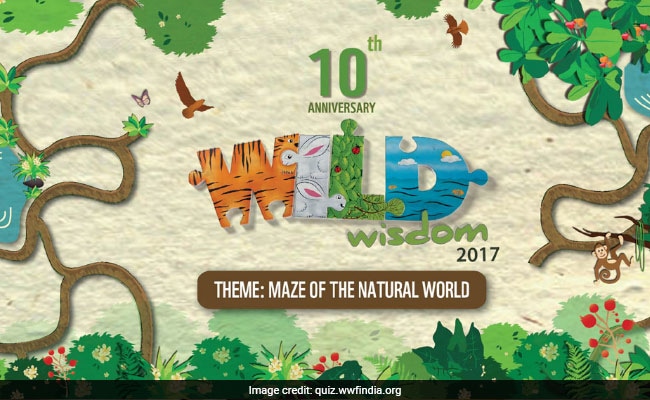 10th
ANNIVERSARY
WILD
wisdom
2017
THEME: MAZE OF THE NATURAL WORLD
Image credit: quiz.wwfindia.org